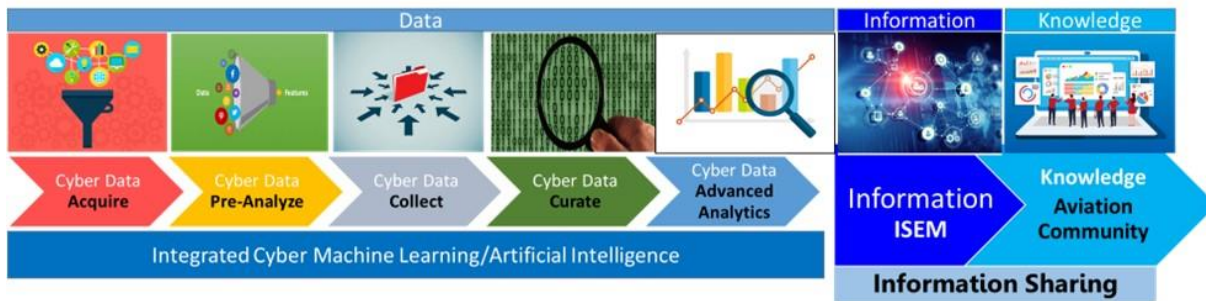 Data
Information
Knowledge
Data
Features
Cyber Data
Acquire
Cyber Data
Pre-Analyze
Cyber Data
Collect
Cyber Data
Curate
Cyber Data
Advanced
Analytics
Information
ISEM
Knowledge
Aviation
Community
Integrated Cyber Machine Learning/Artificial Intelligence
Information Sharing